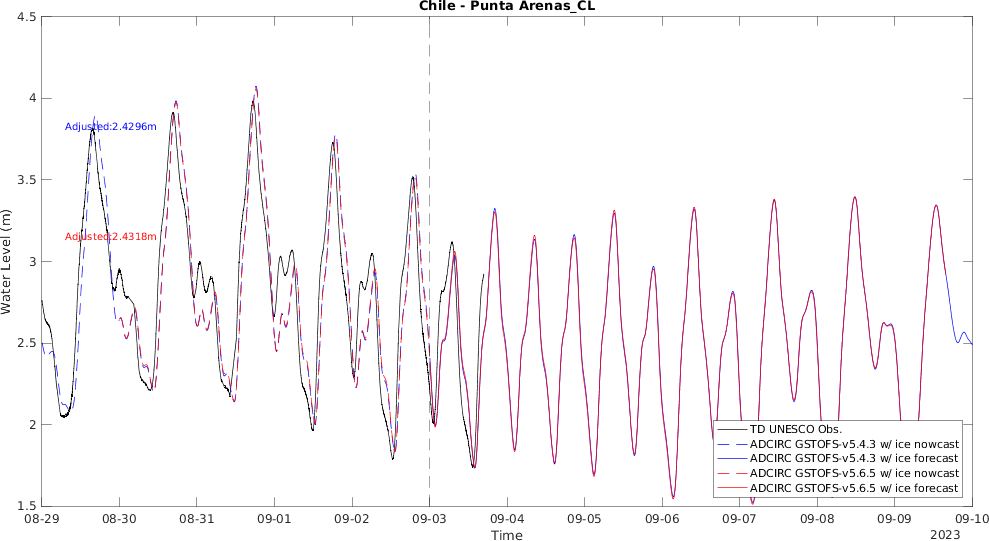 Chile - Punta Arenas_CL
4.5
4
3.5
3
2.5
2
1.5
Water Level (m)
Adjusted:2.4296m
Adjusted:2.4318m
TD UNESCO Obs.
ADCIRC GSTOFS-v5.4.3 w/ ice nowcast
ADCIRC GSTOFS-v5.4.3 w/ ice forecast
ADCIRC GSTOFS-v5.6.5 w/ ice nowcast
ADCIRC GSTOFS-v5.6.5 w/ ice forecast
08-29 08-30 08-31 09-01 09-02 09-03 09-04 09-05 09-06 09-07 09-08 09-09 09-10
Time
2023